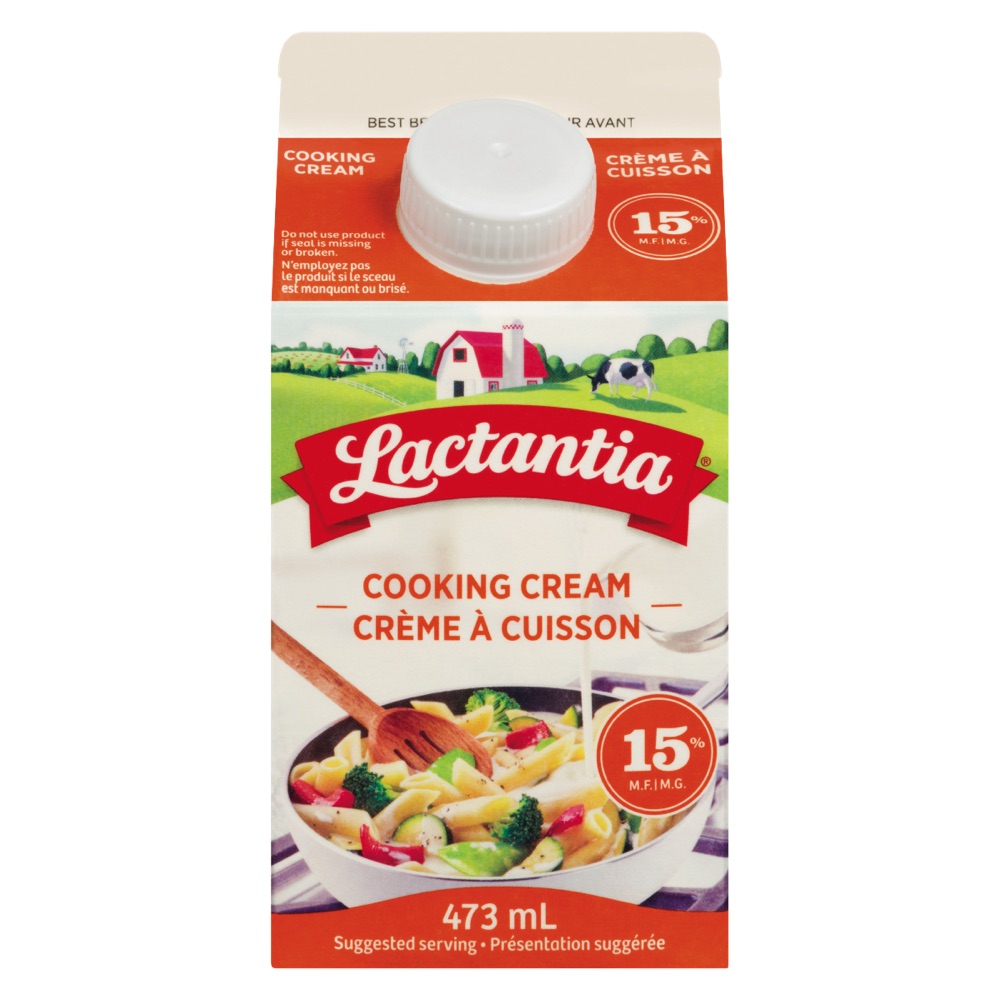 BEST
AVANT
COOKING
CREAM
CRÈME À
CUISSON
15%
M.F. | M.G.
Do not use product
if seal is missing
or broken.
N'employez pas
le produit si le sceau
est manquant ou brisé.
Lactantia®
COOKING CREAM
CRÈME À CUISSON
15%
M.F. | M.G.
473 mL
Suggested serving • Présentation suggérée